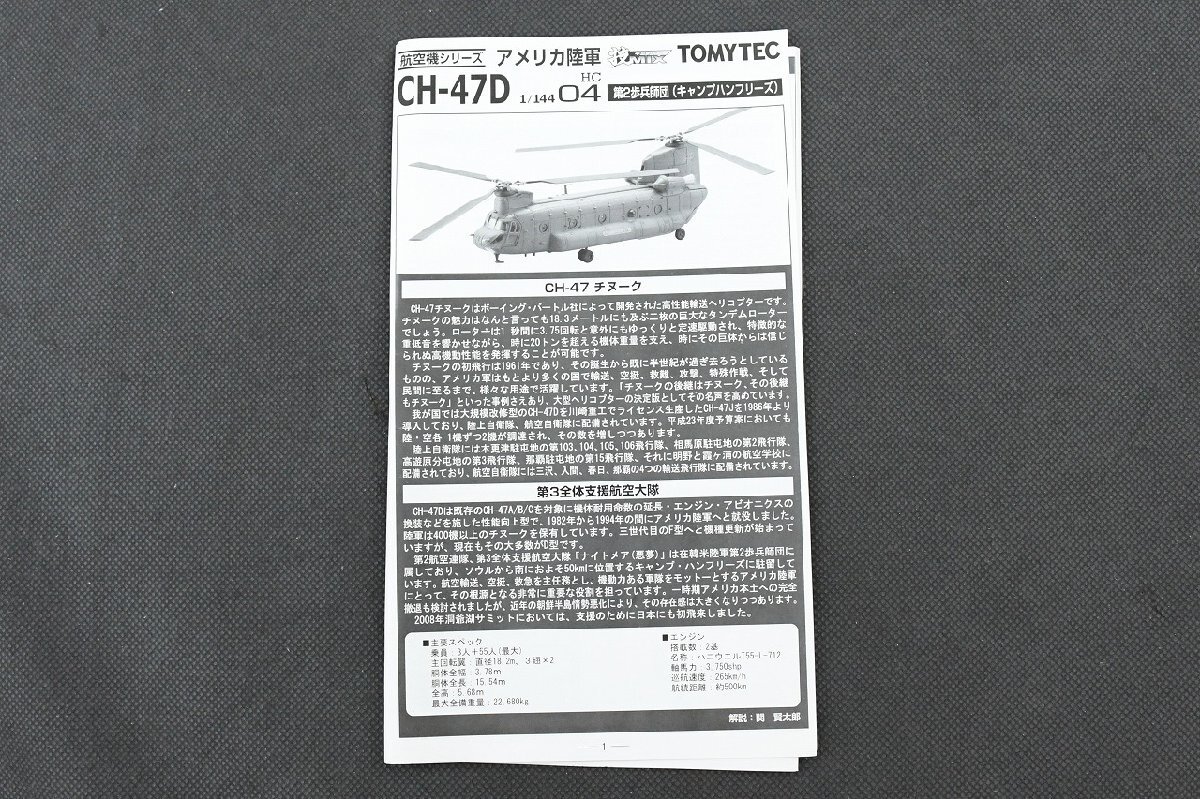 航空機シリーズ アメリカ陸軍 技MIX TOMYTEC
CH-47D 1/144 HC 04 第2歩兵師団(キャンプハンフリーズ)
CH-47 チヌーク
CH-47チヌークはボーイング・バートル社によって開発された高性能輸送ヘリコプターです。
チヌークの魅力はなんと言っても18.3メートルにも及ぶ二枚の巨大なタンデムローター
でしょう。ローターは1秒間に3.75回転と意外にもゆっくりと定速駆動され、特徴的な
重低音を響かせながら、時に20トンを超える機体重量を支え、時にその巨体からは信じ
られぬ高機動性能を発揮することが可能です。
チヌークの初飛行は1961年であり、その誕生から既に半世紀が過ぎ去ろうとしている
ものの、アメリカ軍はもとより多くの国で輸送、空挺、救難、攻撃、特殊作戦、そして
民間に至るまで、様々な用途で活躍しています。「チヌークの後継はチヌーク、その後継
もチヌーク」といった事例さえあり、大型ヘリコプターの決定版としてその名声を高めています。
我が国では大規模改修型のCH-47Dを川崎重工でライセンス生産したCH-47Jを1986年より
導入しており、陸上自衛隊、航空自衛隊に配備されています。平成23年度予算案においても
陸・空各1機ずつ2機が調達され、その数を増しつつあります。
陸上自衛隊には木更津駐屯地の第103、104、105、106飛行隊、相馬原駐屯地の第2飛行隊、
高遊原分屯地の第3飛行隊、那覇駐屯地の第15飛行隊、それに明野と霞ヶ浦の航空学校に
配備されており、航空自衛隊には三沢、入間、春日、那覇の4つの輸送飛行隊に配備されています。
第3全体支援航空大隊
CH-47Dは既存のCH-47A/B/Cを対象に機体耐用命数の延長・エンジン・アビオニクスの
換装などを施した性能向上型で、1982年から1994年の間にアメリカ陸軍へと就役しました。
陸軍は400機以上のチヌークを保有しています。三世代目のF型へと機種更新が始まって
いますが、現在もその大多数がD型です。
第2航空連隊、第3全体支援航空大隊「ナイトメア(悪夢)」は在韓米陸軍第2歩兵師団に
属しており、ソウルから南におよそ50kmに位置するキャンプ・ハンフリーズに駐留して
います。航空輸送、空挺、救急を主任務とし、機動力ある軍隊をモットーとするアメリカ陸軍
にとって、その根源となる非常に重要な役割を担っています。一時期アメリカ本土への完全
撤退も検討されましたが、近年の朝鮮半島情勢悪化により、その存在感は大きくなりつつあります。
2008年洞爺湖サミットにおいては、支援のために日本にも初飛来しました。
■主要スペック
乗員:3人+55人(最大)
主回転翼:直径18.2m、3翅×2
胴体全幅:3.78m
胴体全長:15.54m
全高:5.68m
最大全備重量:22,680kg
■エンジン
搭載数:2基
名称:ハニウェルT55-L-712
軸馬力:3,750shp
巡航速度:265km/h
航続距離:約500km
解説:関 賢太郎
1